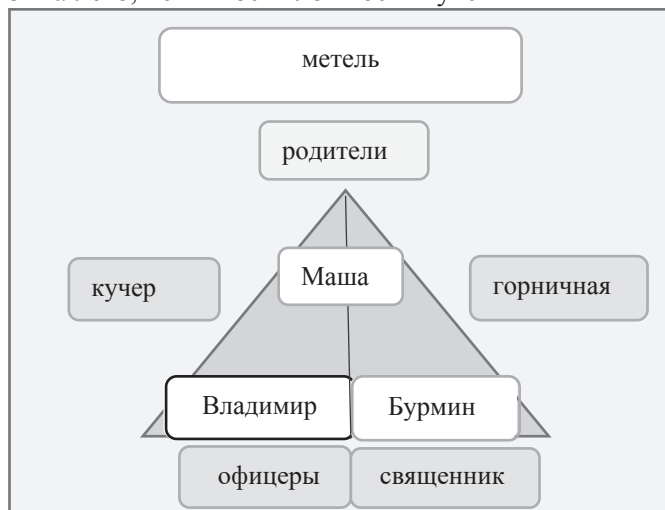 метель
родители
Маша
кучер
горничная
Владимир
Бурмин
офицеры
священник